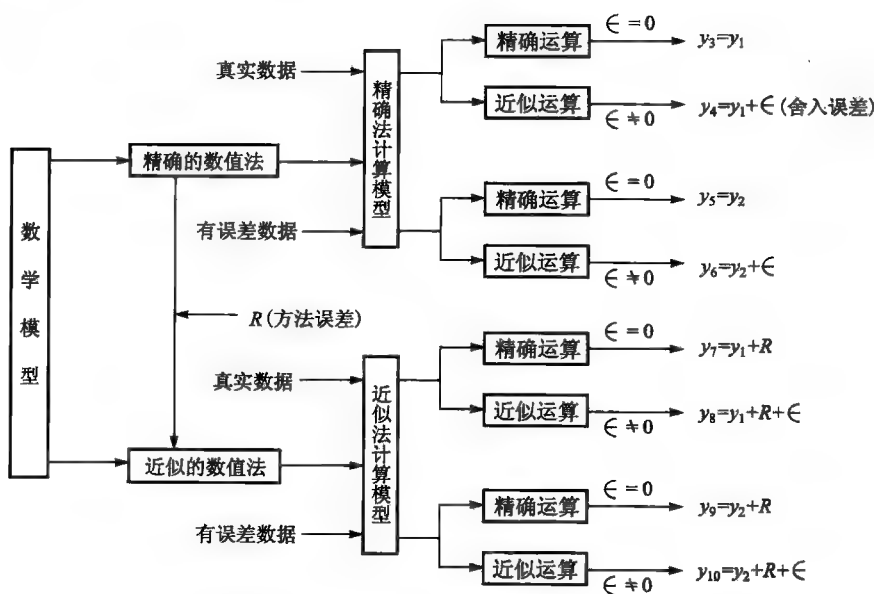 ∈ = 0
精确运算
y₃=y₁
真实数据
近似运算
y₄=y₁+∈ (舍入误差)
∈ ≠ 0
精确法计算模型
精确的数值法
∈ = 0
精确运算
y₅=y₂
有误差数据
近似运算
y₆=y₂+∈
∈ ≠ 0
数学模型
R (方法误差)
∈ = 0
精确运算
y₇=y₁+R
真实数据
近似运算
y₈=y₁+R+∈
∈ ≠ 0
近似法计算模型
近似的数值法
∈ = 0
精确运算
y₉=y₂+R
有误差数据
近似运算
y₁₀=y₂+R+∈
∈ ≠ 0